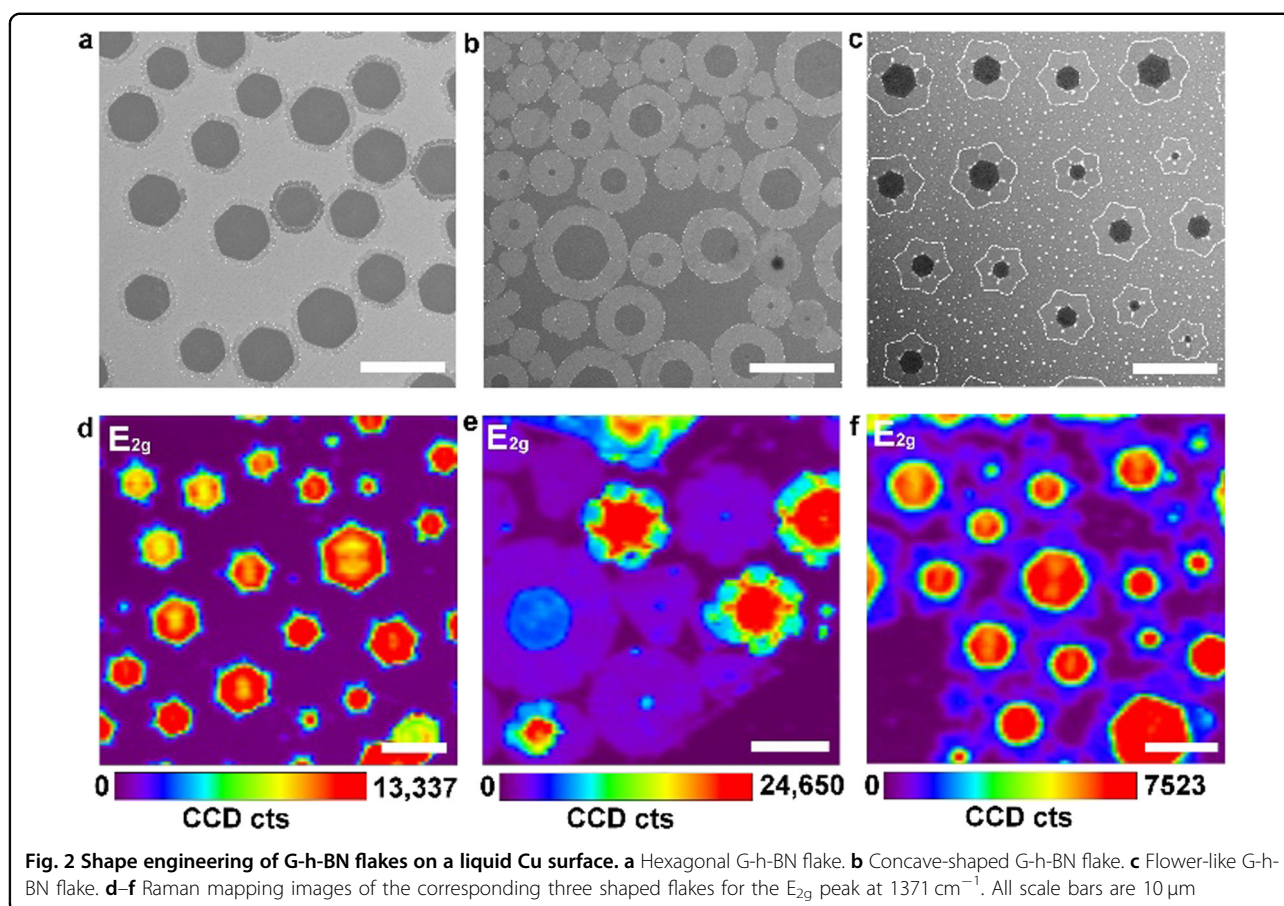 a b c
d E2g e E2g f E2g
0 13,337 0 24,650 0 7523
CCD cts CCD cts CCD cts
Fig. 2 Shape engineering of G-h-BN flakes on a liquid Cu surface. a Hexagonal G-h-BN flake. b Concave-shaped G-h-BN flake. c Flower-like G-h-
BN flake. d–f Raman mapping images of the corresponding three shaped flakes for the E2g peak at 1371 cm−1. All scale bars are 10 μm